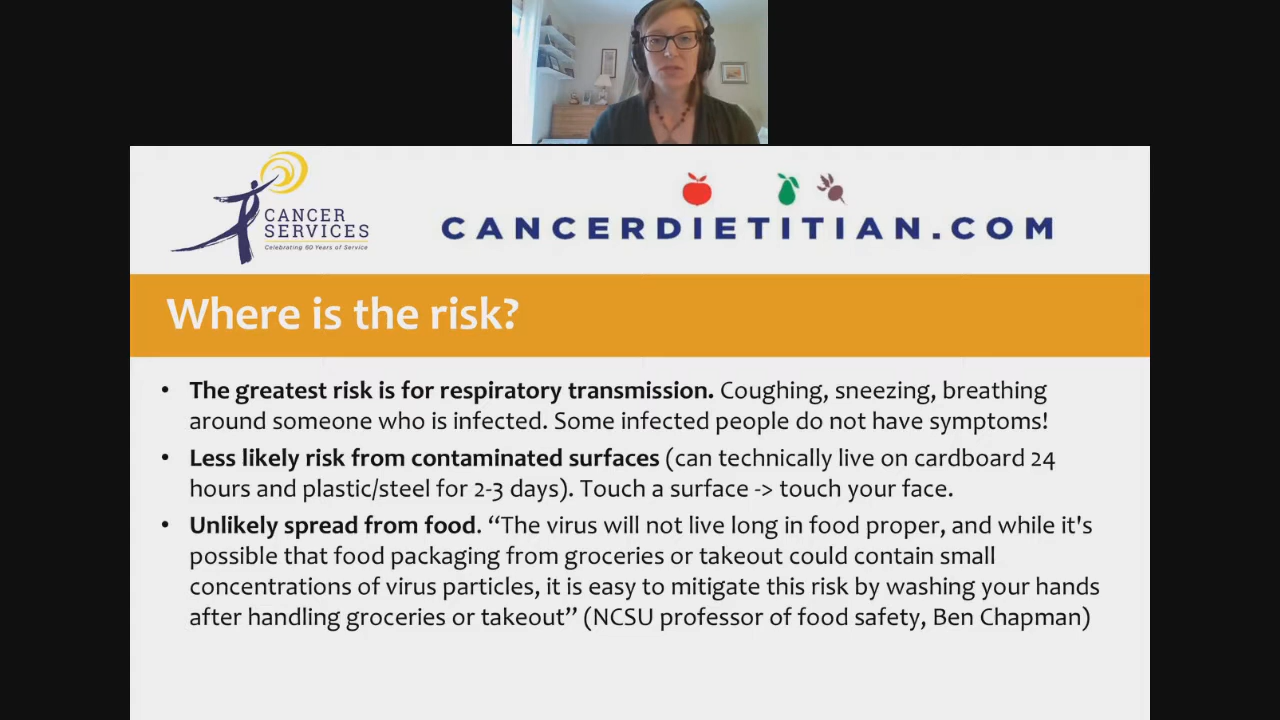 CANCER
SERVICES
Celebrating 60 Years of Service
CANCERDIETITIAN.COM
Where is the risk?
• The greatest risk is for respiratory transmission. Coughing, sneezing, breathing
around someone who is infected. Some infected people do not have symptoms!
• Less likely risk from contaminated surfaces (can technically live on cardboard 24
hours and plastic/steel for 2-3 days). Touch a surface -> touch your face.
• Unlikely spread from food. “The virus will not live long in food proper, and while it's
possible that food packaging from groceries or takeout could contain small
concentrations of virus particles, it is easy to mitigate this risk by washing your hands
after handling groceries or takeout” (NCSU professor of food safety, Ben Chapman)